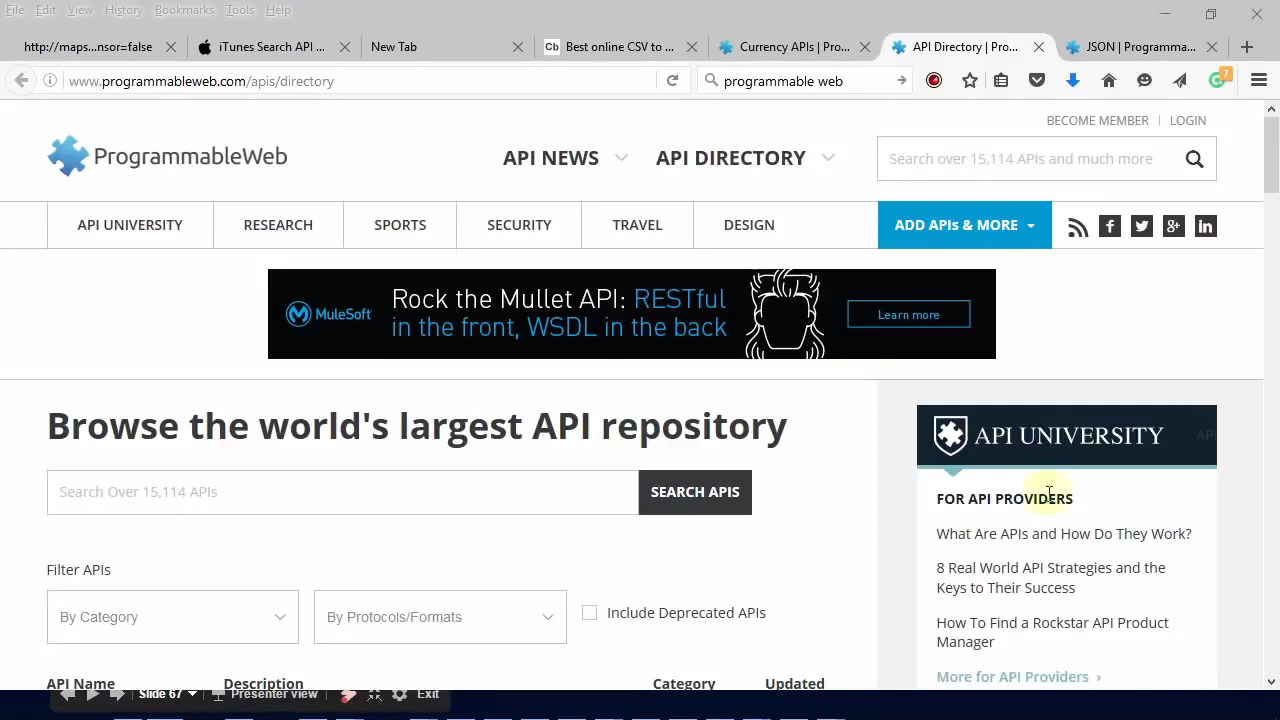 File Edit View History Bookmarks Tools Help
http://maps...nsor=false
iTunes Search API ...
New Tab
Cb Best online CSV to ...
Currency APIs | Pro...
API Directory | Pro...
JSON | Programma...
www.programmableweb.com/apis/directory
programmable web
7
BECOME MEMBER | LOGIN
ProgrammableWeb
API NEWS
API DIRECTORY
Search over 15,114 APIs and much more
API UNIVERSITY
RESEARCH
SPORTS
SECURITY
TRAVEL
DESIGN
ADD APIs & MORE
MuleSoft
Rock the Mullet API: RESTful
in the front, WSDL in the back
Learn more
Browse the world's largest API repository
Search Over 15,114 APIs
SEARCH APIS
Filter APIs
By Category
By Protocols/Formats
Include Deprecated APIs
API Name
Description
Category
Updated
API UNIVERSITY
FOR API PROVIDERS
What Are APIs and How Do They Work?
8 Real World API Strategies and the
Keys to Their Success
How To Find a Rockstar API Product
Manager
More for API Providers ›
Slide 67
Presenter View
Exit